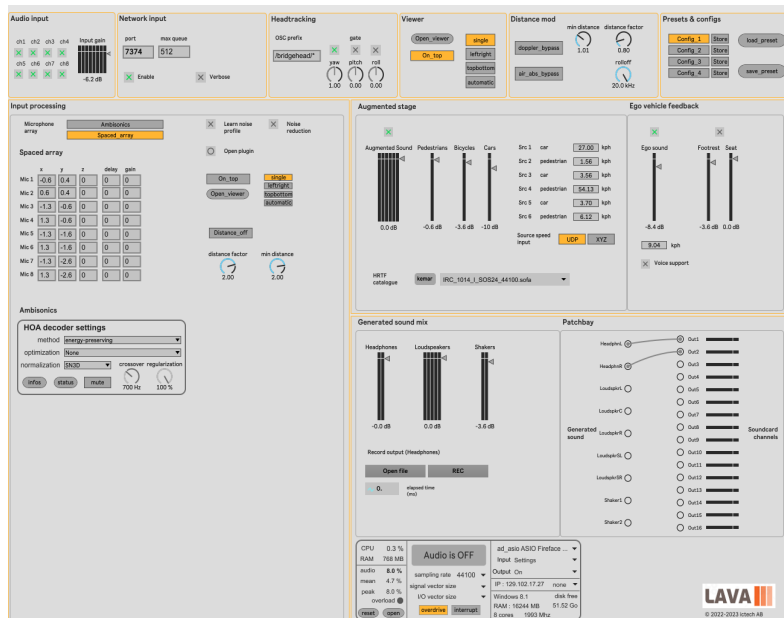 Audio input
ch1 ch2 ch3 ch4 Input gain
ch5 ch6 ch7 ch8
-6.2 dB
Network input
port max queue
7374 512
Enable Verbose
Headtracking
OSC prefix gate
/bridgehead/*
yaw pitch roll
1.00 0.00 0.00
Viewer
Open_viewer single
On_top leftright
topbottom
automatic
Distance mod
min distance distance factor
doppler_bypass 1.01 0.80
air_abs_bypass rolloff
20.0 kHz
Presets & configs
Config_1 Store load_preset
Config_2 Store
Config_3 Store
Config_4 Store save_preset
Input processing
Microphone array
Ambisonics
Spaced_array
Learn noise profile
Noise reduction
Spaced array
Open plugin
x y z delay gain
Mic 1 -0.6 0.4 0 0 0
Mic 2 0.6 0.4 0 0 0
Mic 3 -1.3 -0.6 0 0 0
Mic 4 1.3 -0.6 0 0 0
Mic 5 -1.3 -1.6 0 0 0
Mic 6 1.3 -1.6 0 0 0
Mic 7 -1.3 -2.6 0 0 0
Mic 8 1.3 -2.6 0 0 0
On_top single
leftright
Open_viewer topbottom
automatic
Distance_off
distance factor min distance
2.00 2.00
Ambisonics
HOA decoder settings
method energy-preserving
optimization None
normalization SN3D crossover regularization
infos status mute
700 Hz 100 %
Augmented stage
Augmented Sound Pedestrians Bicycles Cars
0.0 dB -0.6 dB -3.6 dB -10 dB
Src 1 car 27.00 kph
Src 2 pedestrian 1.56 kph
Src 3 car 3.56 kph
Src 4 pedestrian 54.13 kph
Src 5 car 3.70 kph
Src 6 pedestrian 6.12 kph
Source speed input UDP XYZ
HRTF catalogue kemar IRC_1014_I_SOS24_44100.sofa
Ego vehicle feedback
Ego sound Footrest Seat
-8.4 dB -3.6 dB 0.0 dB
9.04 kph
Voice support
Generated sound mix
Headphones Loudspeakers Shakers
-0.0 dB 0.0 dB -3.6 dB
Record output (Headphones)
Open file REC
0. elapsed time
(ms)
Patchbay
HeadphnL
HeadphnR
LoudspkrL
LoudspkrC
Generated sound
LoudspkrR
LoudspkrSL
LoudspkrSR
Shaker1
Shaker2
Out1
Out2
Out3
Out4
Out5
Out6
Out7
Out8
Out9
Out10
Out11
Out12
Out13
Out14
Out15
Out16
Soundcard channels
CPU 0.3 %
RAM 768 MB
audio 8.0 %
mean 4.7 %
peak 8.0 %
overload
reset open
Audio is OFF
sampling rate 44100
signal vector size
I/O vector size
overdrive interrupt
ad_asio ASIO Fireface ...
Input Settings
Output On
IP : 129.102.17.27 none
Windows 8.1 disk free
RAM : 16244 MB 51.52 Go
8 cores 1993 Mhz
LAVA
© 2022-2023 ictech AB